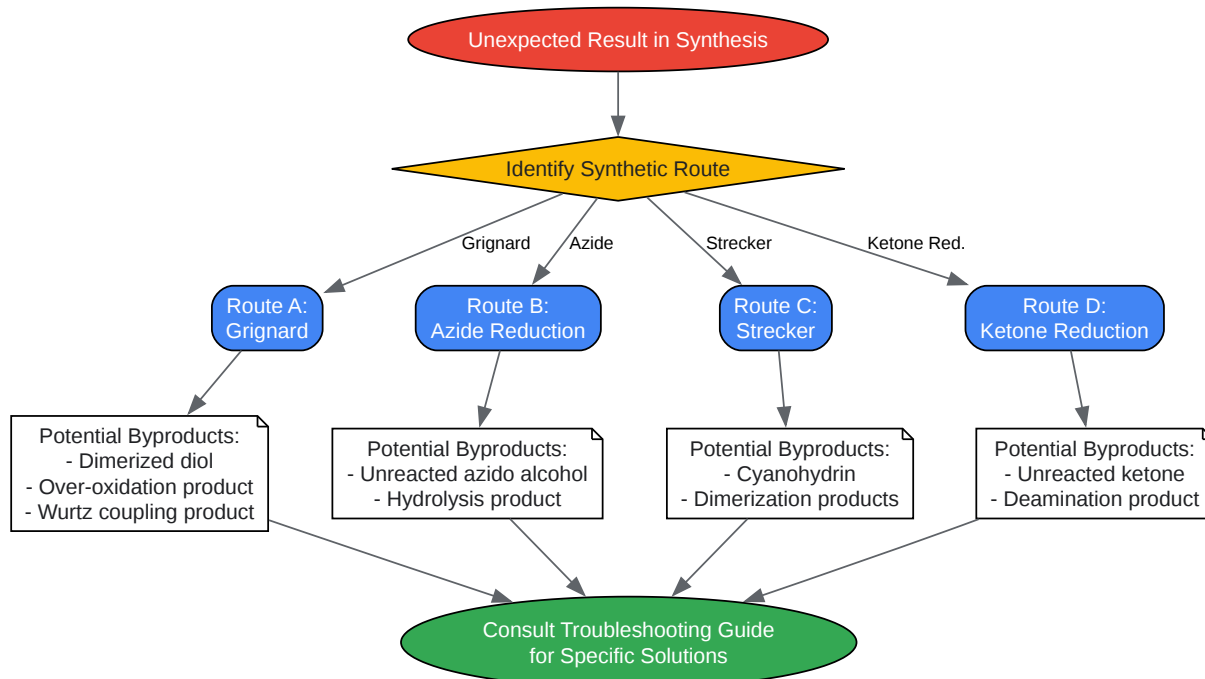 Unexpected Result in Synthesis
Identify Synthetic Route
Grignard
Azide
Strecker
Ketone Red.
Route A:
Grignard
Route B:
Azide Reduction
Route C:
Strecker
Route D:
Ketone Reduction
Potential Byproducts:
- Dimerized diol
- Over-oxidation product
- Wurtz coupling product
Potential Byproducts:
- Unreacted azido alcohol
- Hydrolysis product
Potential Byproducts:
- Cyanohydrin
- Dimerization products
Potential Byproducts:
- Unreacted ketone
- Deamination product
Consult Troubleshooting Guide
for Specific Solutions